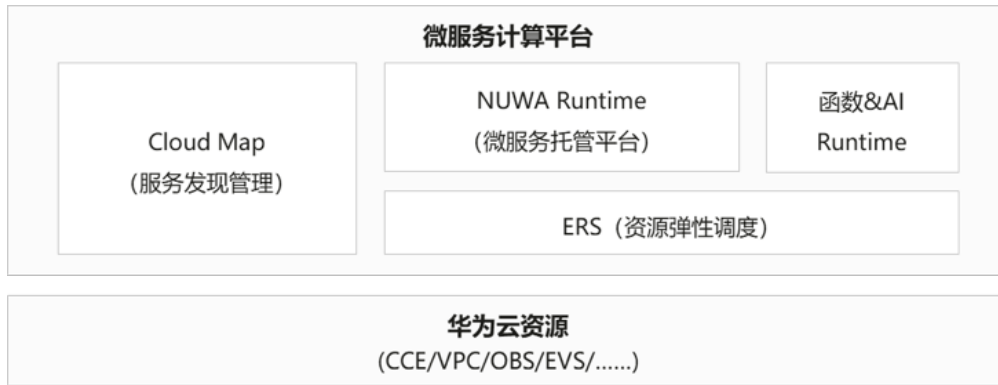 微服务计算平台
Cloud Map
(服务发现管理)
NUWA Runtime
(微服务托管平台)
函数&AI
Runtime
ERS（资源弹性调度）
华为云资源
(CCE/VPC/OBS/EVS/......)